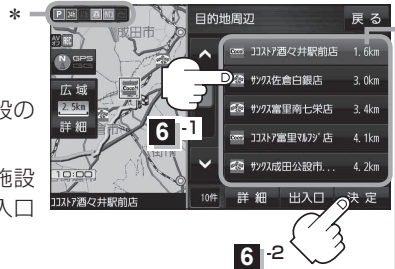 *
P 24h 酒 ATM
目的地周辺 戻る
成田市
AV
N GPS
広域
2.5km
詳細
10:00
ココストア酒々井駅前店 1.6km
サンクス佐倉白銀店 3.0km
サンクス富里南七栄店 3.4km
ココストア富里マルフジ店 4.1km
サンクス成田公設市... 4.2km
ココストア酒々井駅前店
10件 詳細 出入口 決定
6 -1
6 -2
設の
施設
入口